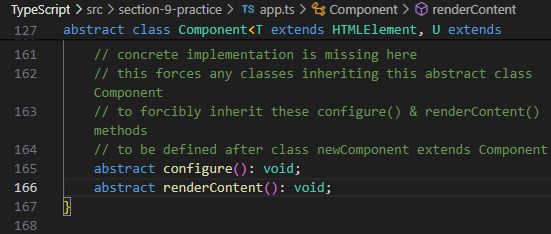 TypeScript > src > section-9-practice > TS app.ts > Component > renderContent
127 abstract class Component<T extends HTMLElement, U extends
161 // concrete implementation is missing here
162 // this forces any classes inheriting this abstract class
Component
163 // to forcibly inherit these configure() & renderContent()
methods
164 // to be defined after class newComponent extends Component
165 abstract configure(): void;
166 abstract renderContent(): void;
167 }
168